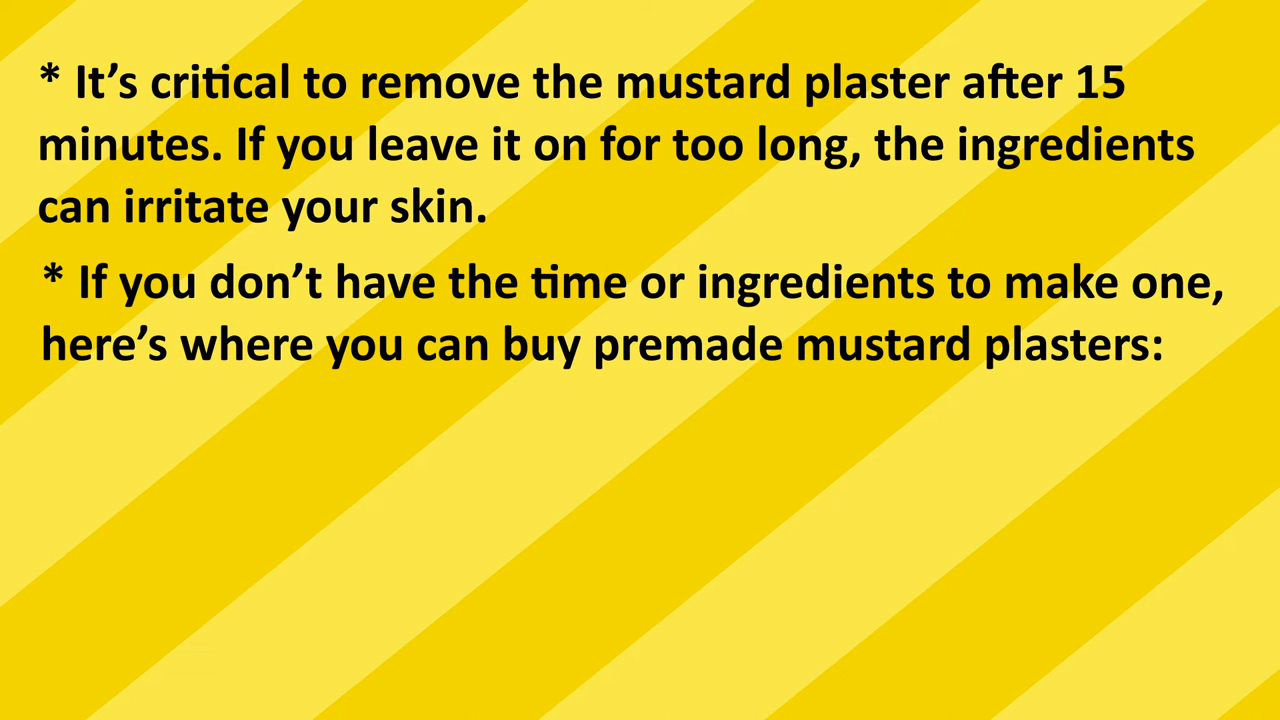 * It’s critical to remove the mustard plaster after 15
minutes. If you leave it on for too long, the ingredients
can irritate your skin.
* If you don’t have the time or ingredients to make one,
here’s where you can buy premade mustard plasters: